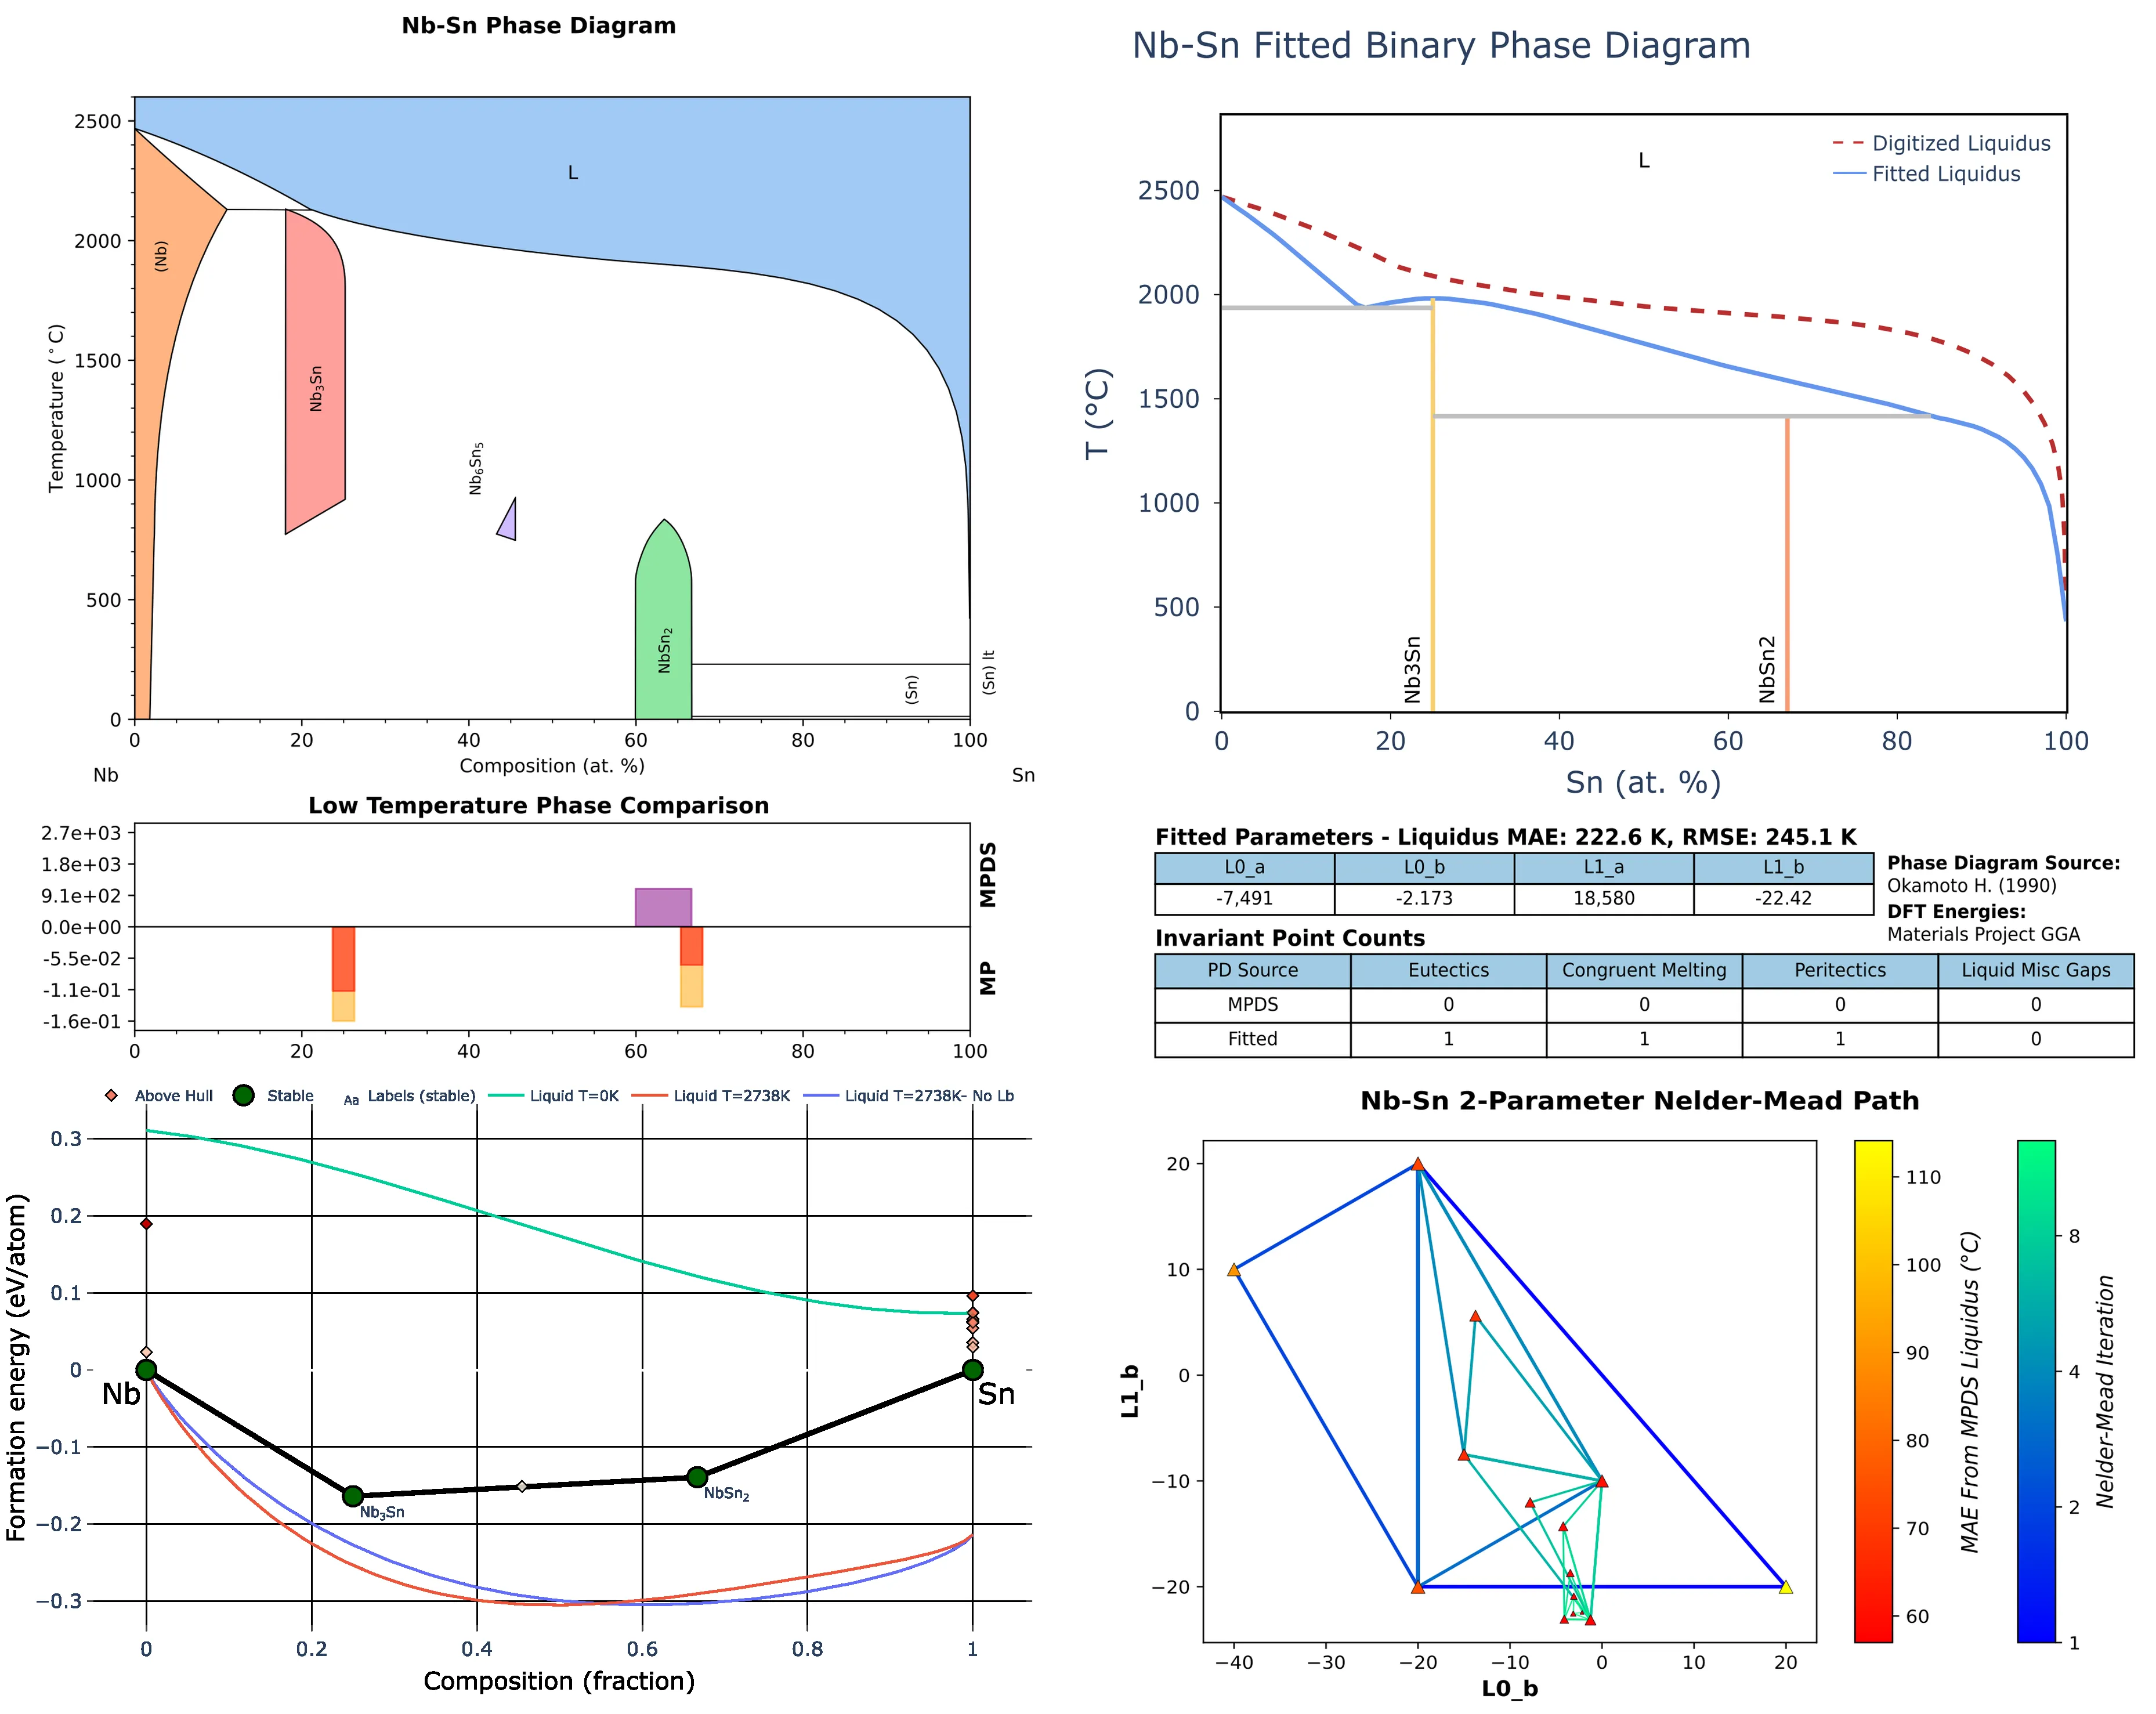 Nb-Sn Phase Diagram
2500
2000
1500
1000
500
0
Temperature (°C)
L
(Nb)
Nb3Sn
Nb6Sn5
NbSn2
(Sn)
(Sn) lt
0 20 40 60 80 100
Composition (at. %)
Nb Sn
Nb-Sn Fitted Binary Phase Diagram
L
Digitized Liquidus
Fitted Liquidus
2500
2000
1500
1000
500
0
T (°C)
Nb3Sn
NbSn2
0 20 40 60 80 100
Sn (at. %)
Low Temperature Phase Comparison
2.7e+03
1.8e+03
9.1e+02
0.0e+00
-5.5e-02
-1.1e-01
-1.6e-01
MPDS
MP
0 20 40 60 80 100
Fitted Parameters - Liquidus MAE: 222.6 K, RMSE: 245.1 K
L0_a L0_b L1_a L1_b
-7,491 -2.173 18,580 -22.42
Phase Diagram Source:
Okamoto H. (1990)
DFT Energies:
Materials Project GGA
Invariant Point Counts
PD Source Eutectics Congruent Melting Peritectics Liquid Misc Gaps
MPDS 0 0 0 0
Fitted 1 1 1 0
Above Hull Stable Aa Labels (stable) Liquid T=0K Liquid T=2738K Liquid T=2738K- No Lb
0.3
0.2
0.1
0
−0.1
−0.2
−0.3
Formation energy (eV/atom)
Nb
Sn
Nb3Sn
NbSn2
0 0.2 0.4 0.6 0.8 1
Composition (fraction)
Nb-Sn 2-Parameter Nelder-Mead Path
20
10
0
−10
−20
L1_b
−40 −30 −20 −10 0 10 20
L0_b
110
100
90
80
70
60
MAE From MPDS Liquidus (°C)
8
4
2
1
Nelder-Mead Iteration